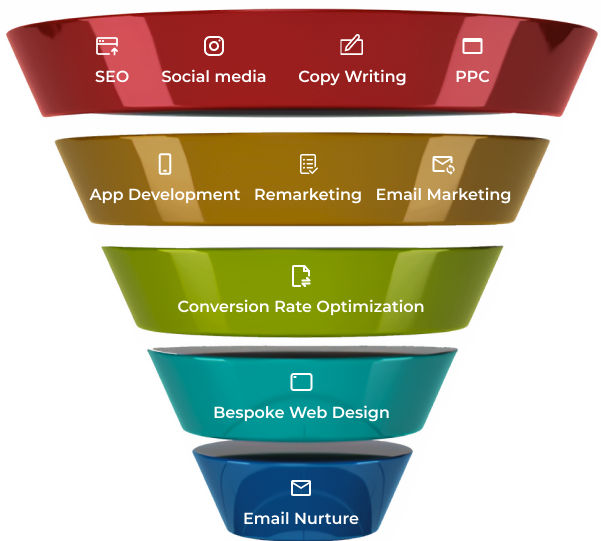 SEO Social media Copy Writing PPC
App Development Remarketing Email Marketing
Conversion Rate Optimization
Bespoke Web Design
Email Nurture